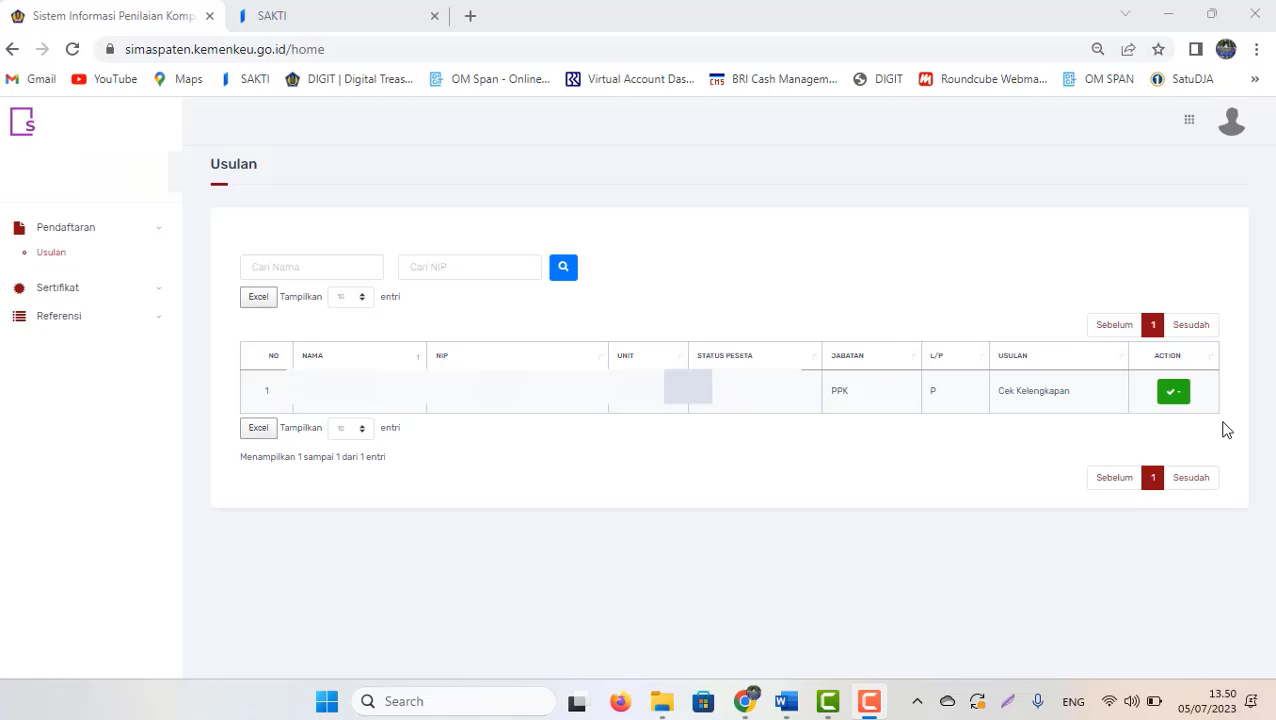 Sistem Informasi Penilaian Komp
SAKTI
simaspaten.kemenkeu.go.id/home
Gmail
YouTube
Maps
SAKTI
DIGIT | Digital Treas...
OM Span - Online...
Virtual Account Das...
CMS
BRI Cash Managem...
DIGIT
Roundcube Webma...
OM SPAN
SatuDJA
S
Usulan
Pendaftaran
Usulan
Sertifikat
Referensi
Cari Nama
Cari NIP
Excel Tampilkan 10 entri
Sebelum 1 Sesudah
NO NAMA NIP UNIT STATUS PESETA JABATAN L/P USULAN ACTION
1 PPK P Cek Kelengkapan
Excel Tampilkan 10 entri
Menampilkan 1 sampai 1 dari 1 entri
Sebelum 1 Sesudah
Search
ENG
13.50
05/07/2023